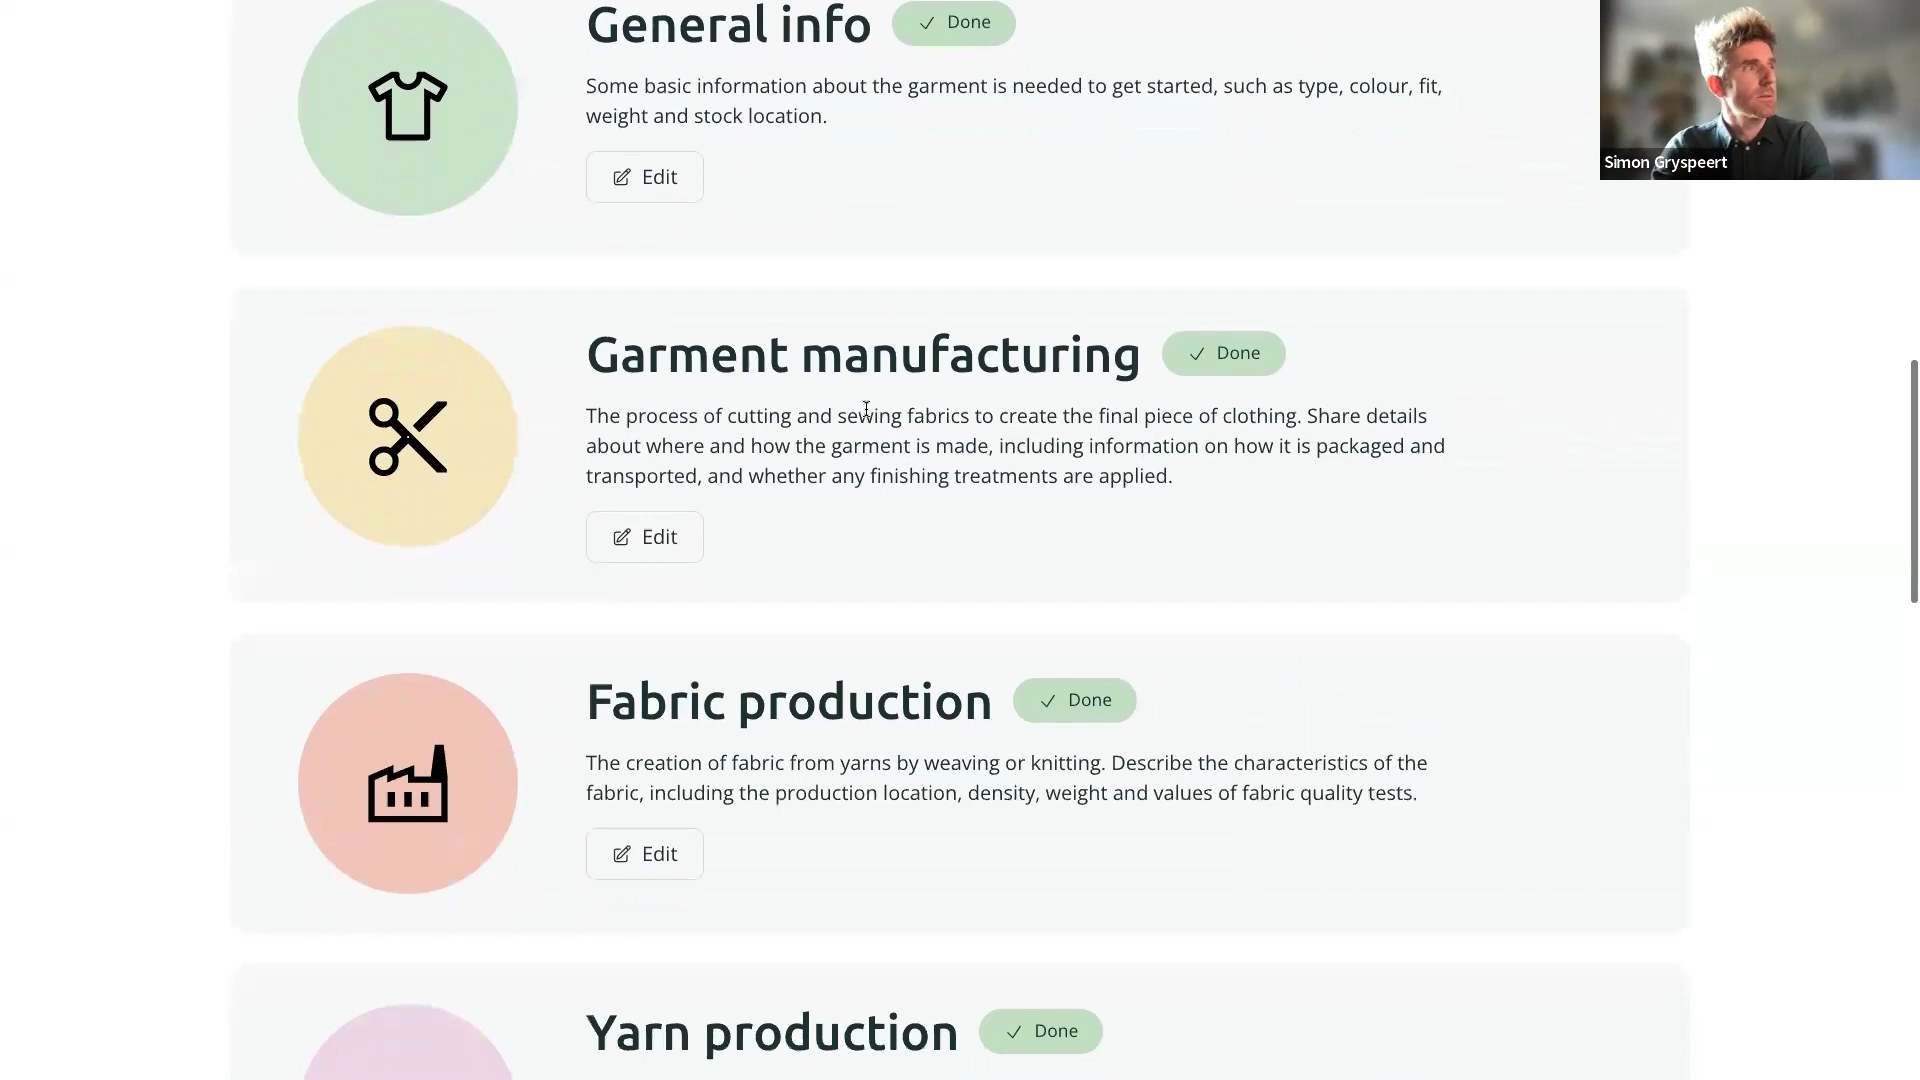 General info
Done
Some basic information about the garment is needed to get started, such as type, colour, fit,
weight and stock location.
Edit
Simon Gryspeert
Garment manufacturing
Done
The process of cutting and sewing fabrics to create the final piece of clothing. Share details
about where and how the garment is made, including information on how it is packaged and
transported, and whether any finishing treatments are applied.
Edit
Fabric production
Done
The creation of fabric from yarns by weaving or knitting. Describe the characteristics of the
fabric, including the production location, density, weight and values of fabric quality tests.
Edit
Yarn production
Done